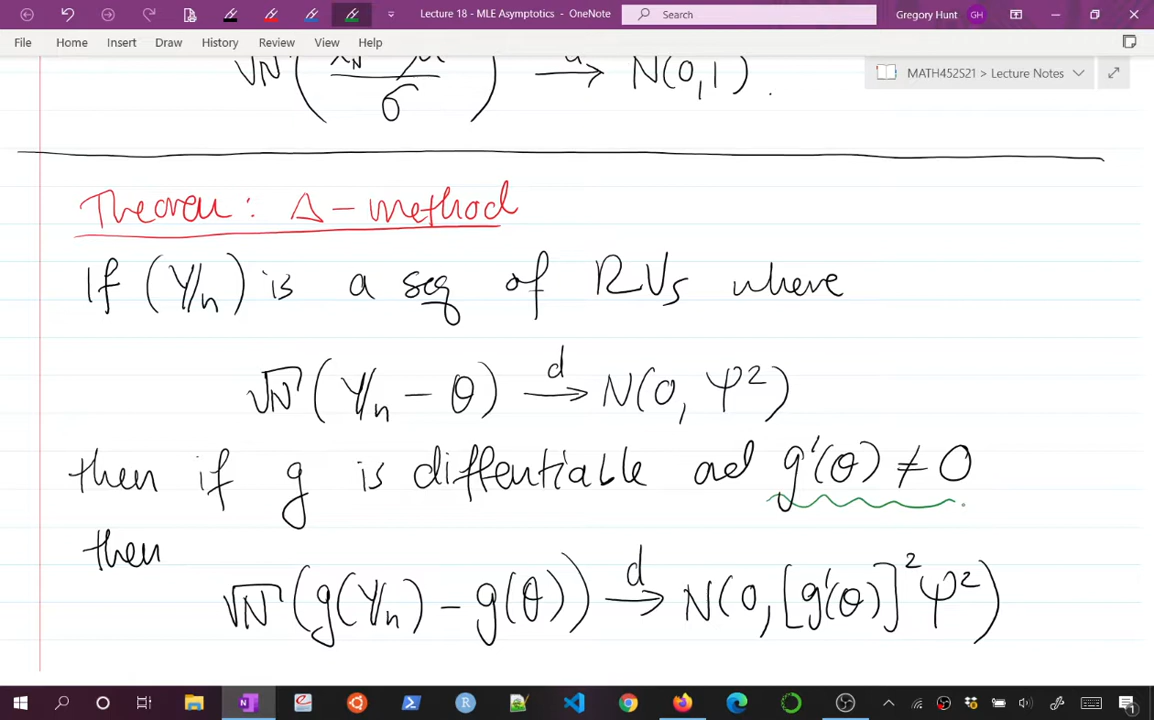 Lecture 18 - MLE Asymptotics - OneNote
Search
Gregory Hunt
GH
File Home Insert Draw History Review View Help
MATH452S21 > Lecture Notes
√N ( / σ ) →d N(0,1).
Theorem: Δ-method
If (Yn) is a seq of RVs where
√N (Yn − θ) →d N(0, ψ²)
then if g is diffentiable and g'(θ) ≠ 0
then
√N (g(Yn) − g(θ)) →d N(0, [g'(θ)]² ψ²)